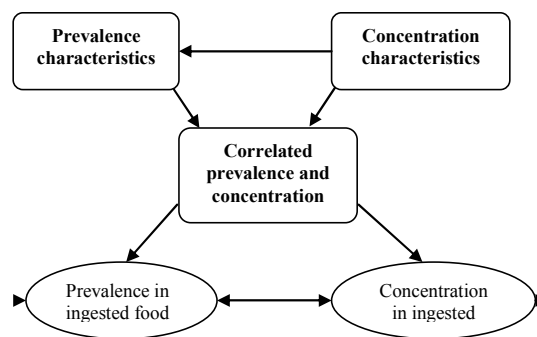 Prevalence
characteristics
Concentration
characteristics
Correlated
prevalence and
concentration
Prevalence in
ingested food
Concentration
in ingested